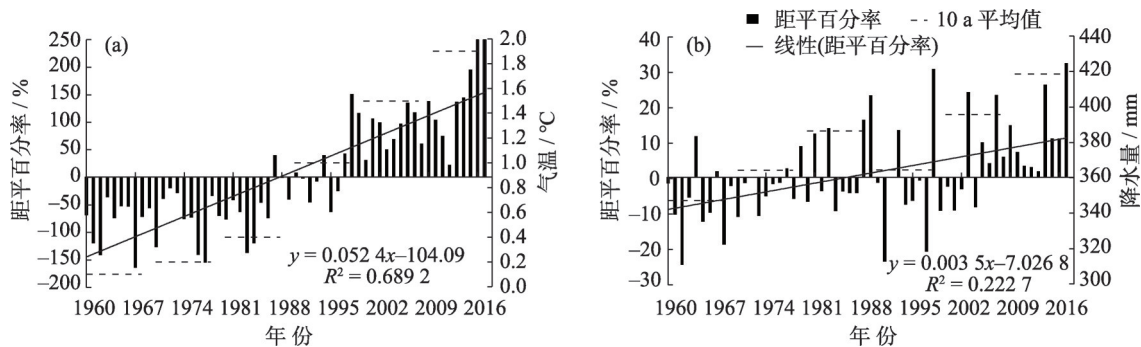 (a)
250
200
150
100
50
0
−50
−100
−150
−200
距平百分率 / %
2.0
1.8
1.6
1.4
1.2
1.0
0.8
0.6
0.4
0.2
0.0
气温 / ℃
y = 0.052 4x–104.09
R² = 0.689 2
1960 1967 1974 1981 1988 1995 2002 2009 2016
年 份
距平百分率 10 a 平均值
线性(距平百分率)
(b)
40
30
20
10
0
−10
−20
−30
距平百分率 / %
440
420
400
380
360
340
320
300
降水量 / mm
y = 0.003 5x–7.026 8
R² = 0.222 7
1960 1967 1974 1981 1988 1995 2002 2009 2016
年 份